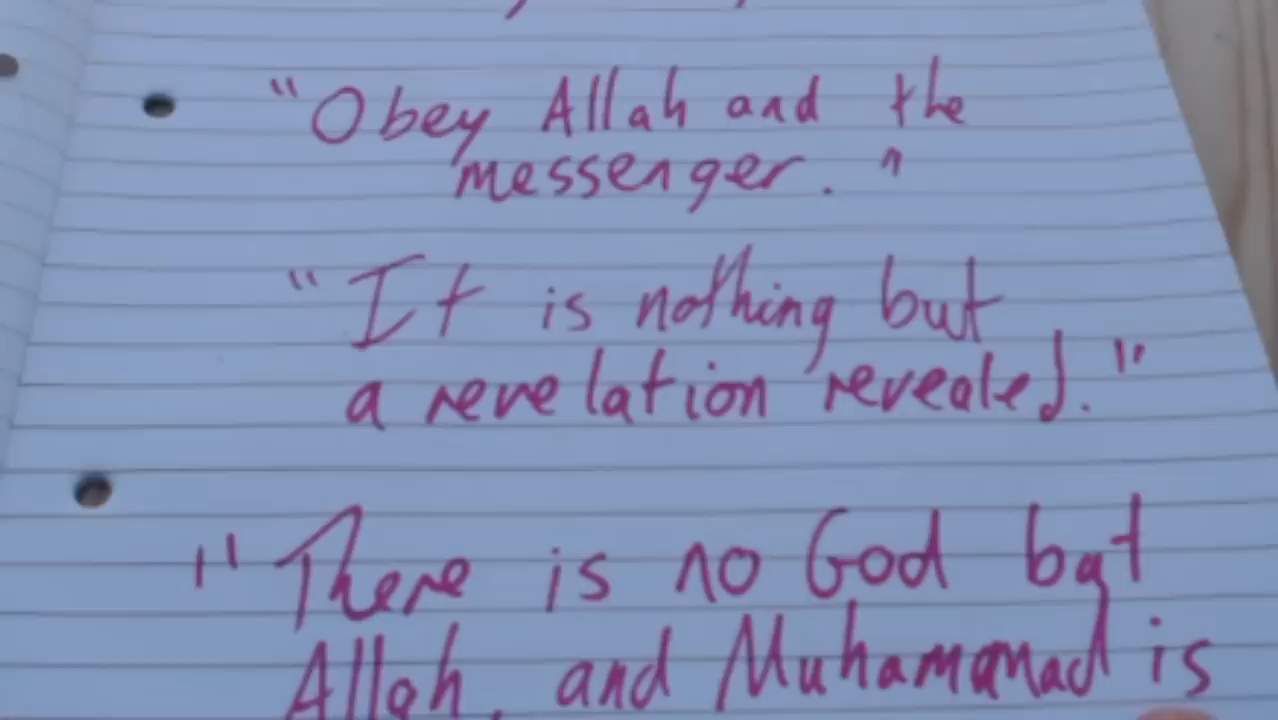 "Obey Allah and the
messenger."
"It is nothing but
a revelation revealed."
"There is no God but
Allah, and Muhammad is